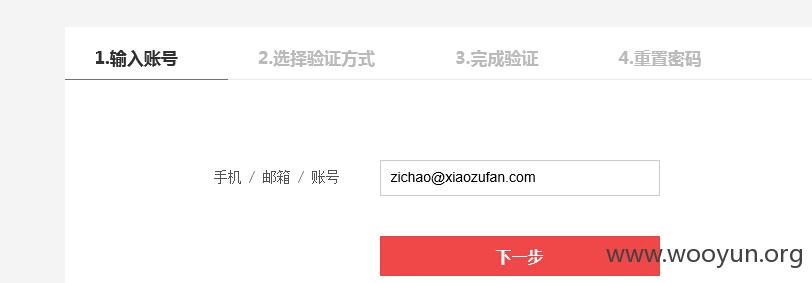 1.输入账号 2.选择验证方式 3.完成验证 4.重置密码
手机 / 邮箱 / 账号 zichao@xiaozufan.com
下一步
www.wooyun.org